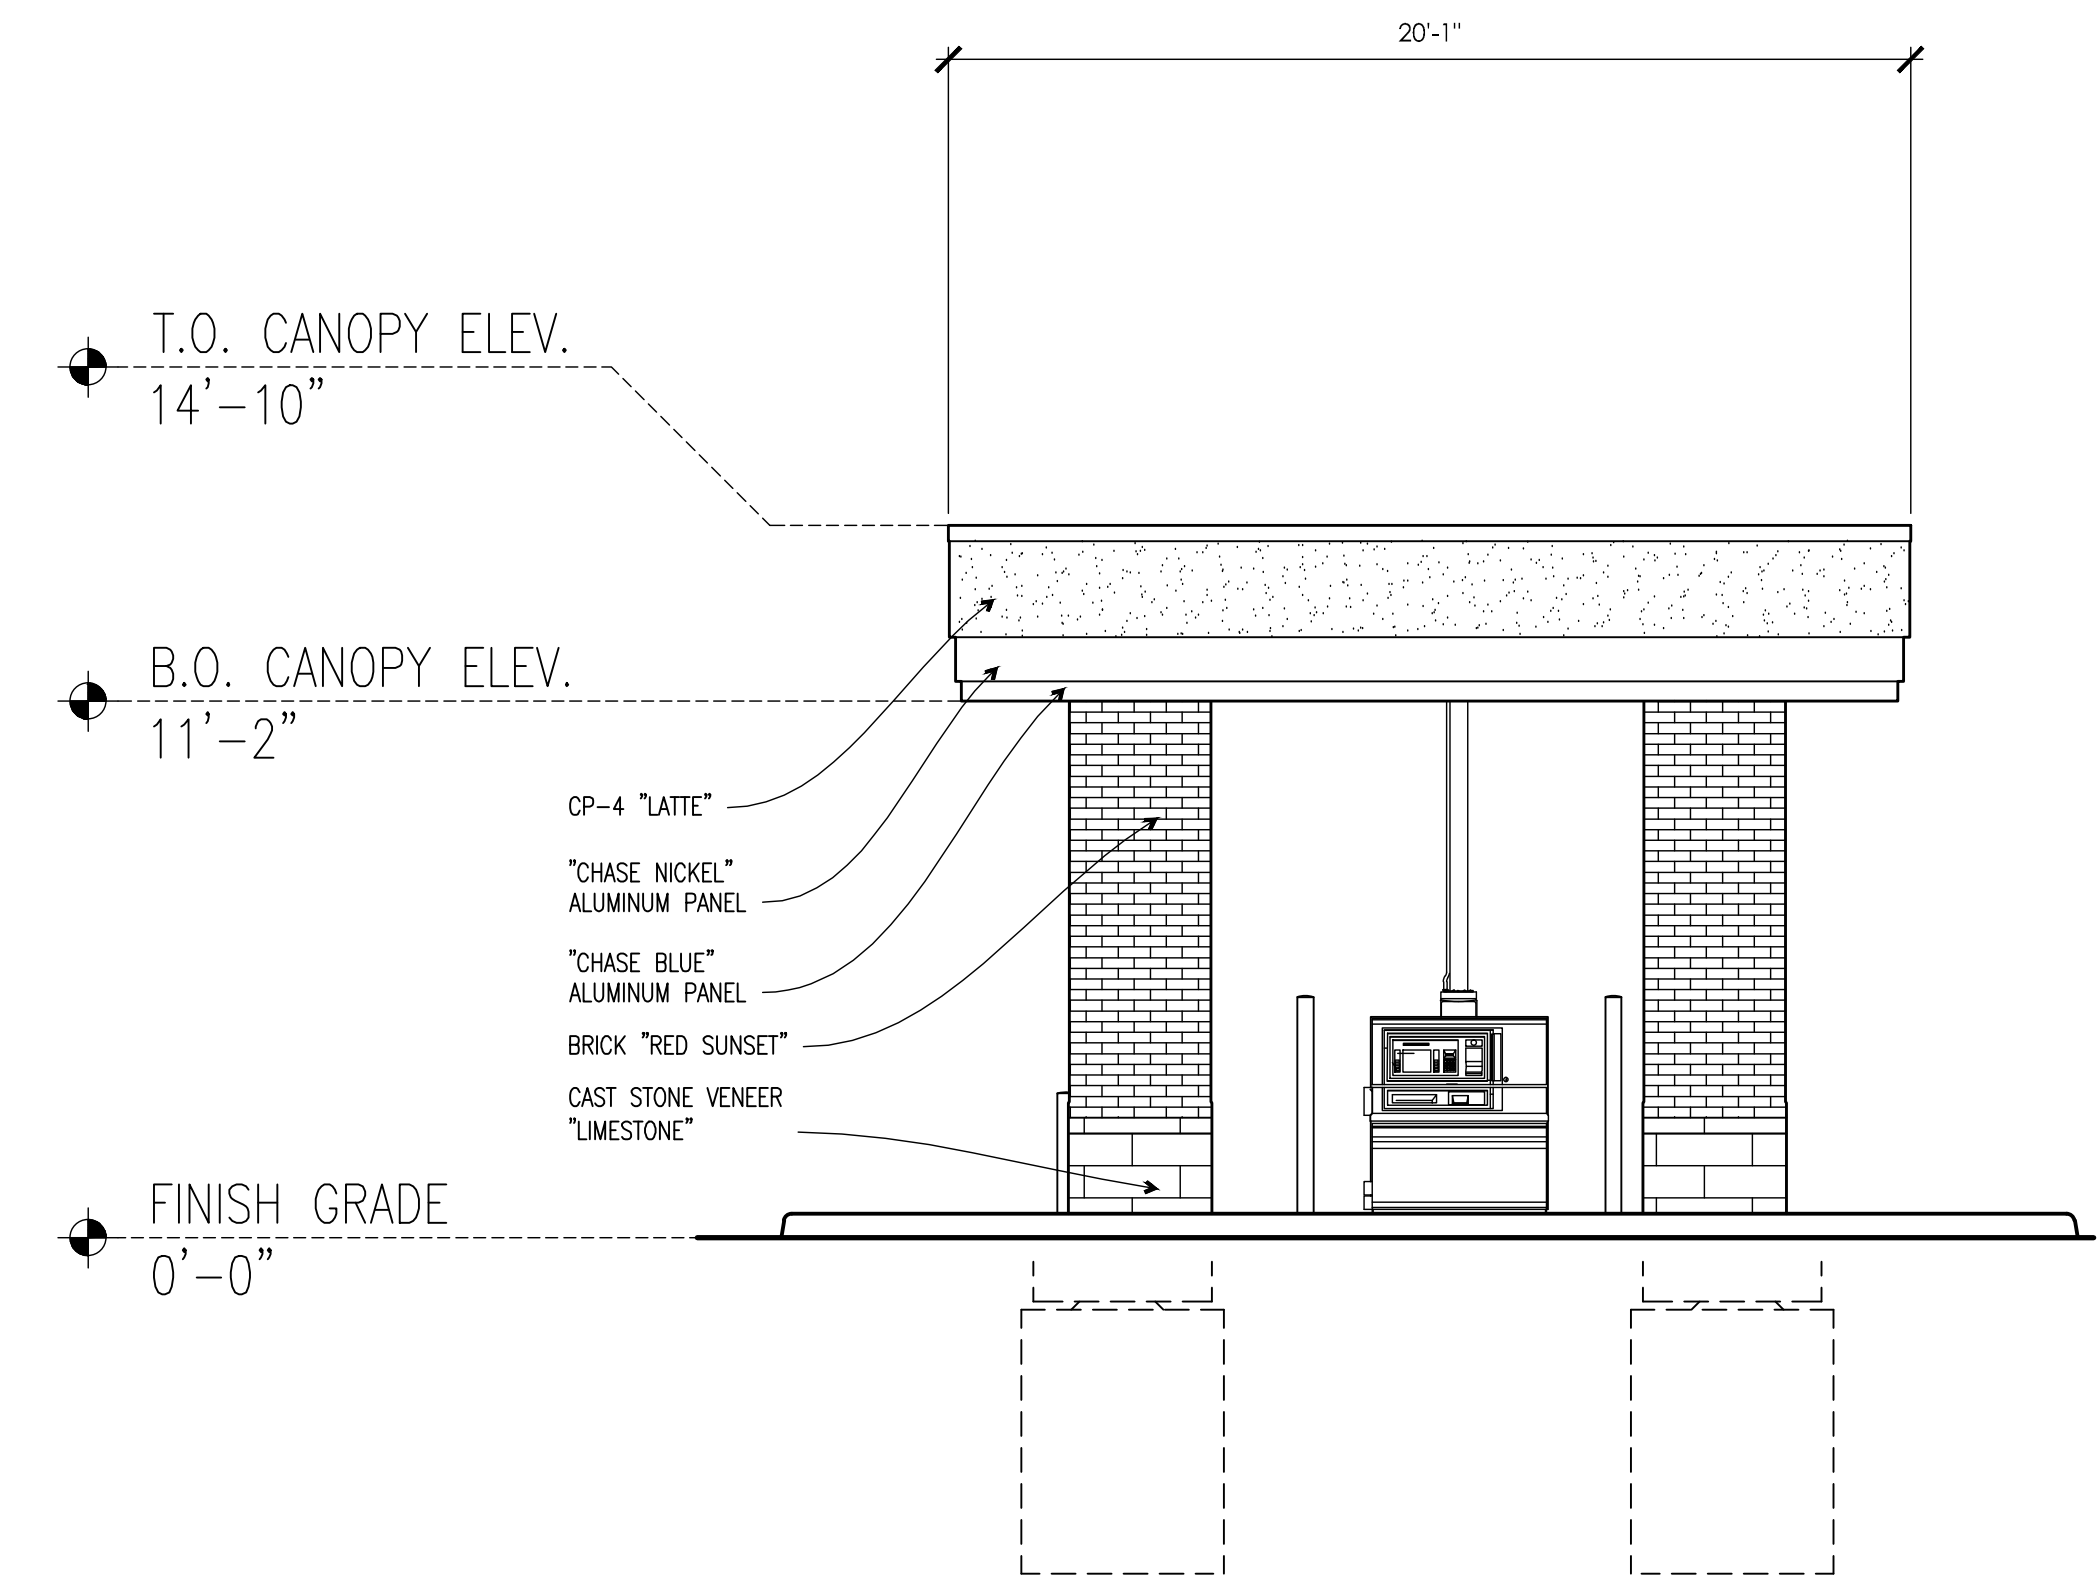 20'-1"
T.O. CANOPY ELEV.
14'-10"
B.O. CANOPY ELEV.
11'-2"
CP-4 "LATTE"
"CHASE NICKEL"
ALUMINUM PANEL
"CHASE BLUE"
ALUMINUM PANEL
BRICK "RED SUNSET"
CAST STONE VENEER
"LIMESTONE"
FINISH GRADE
0'-0"